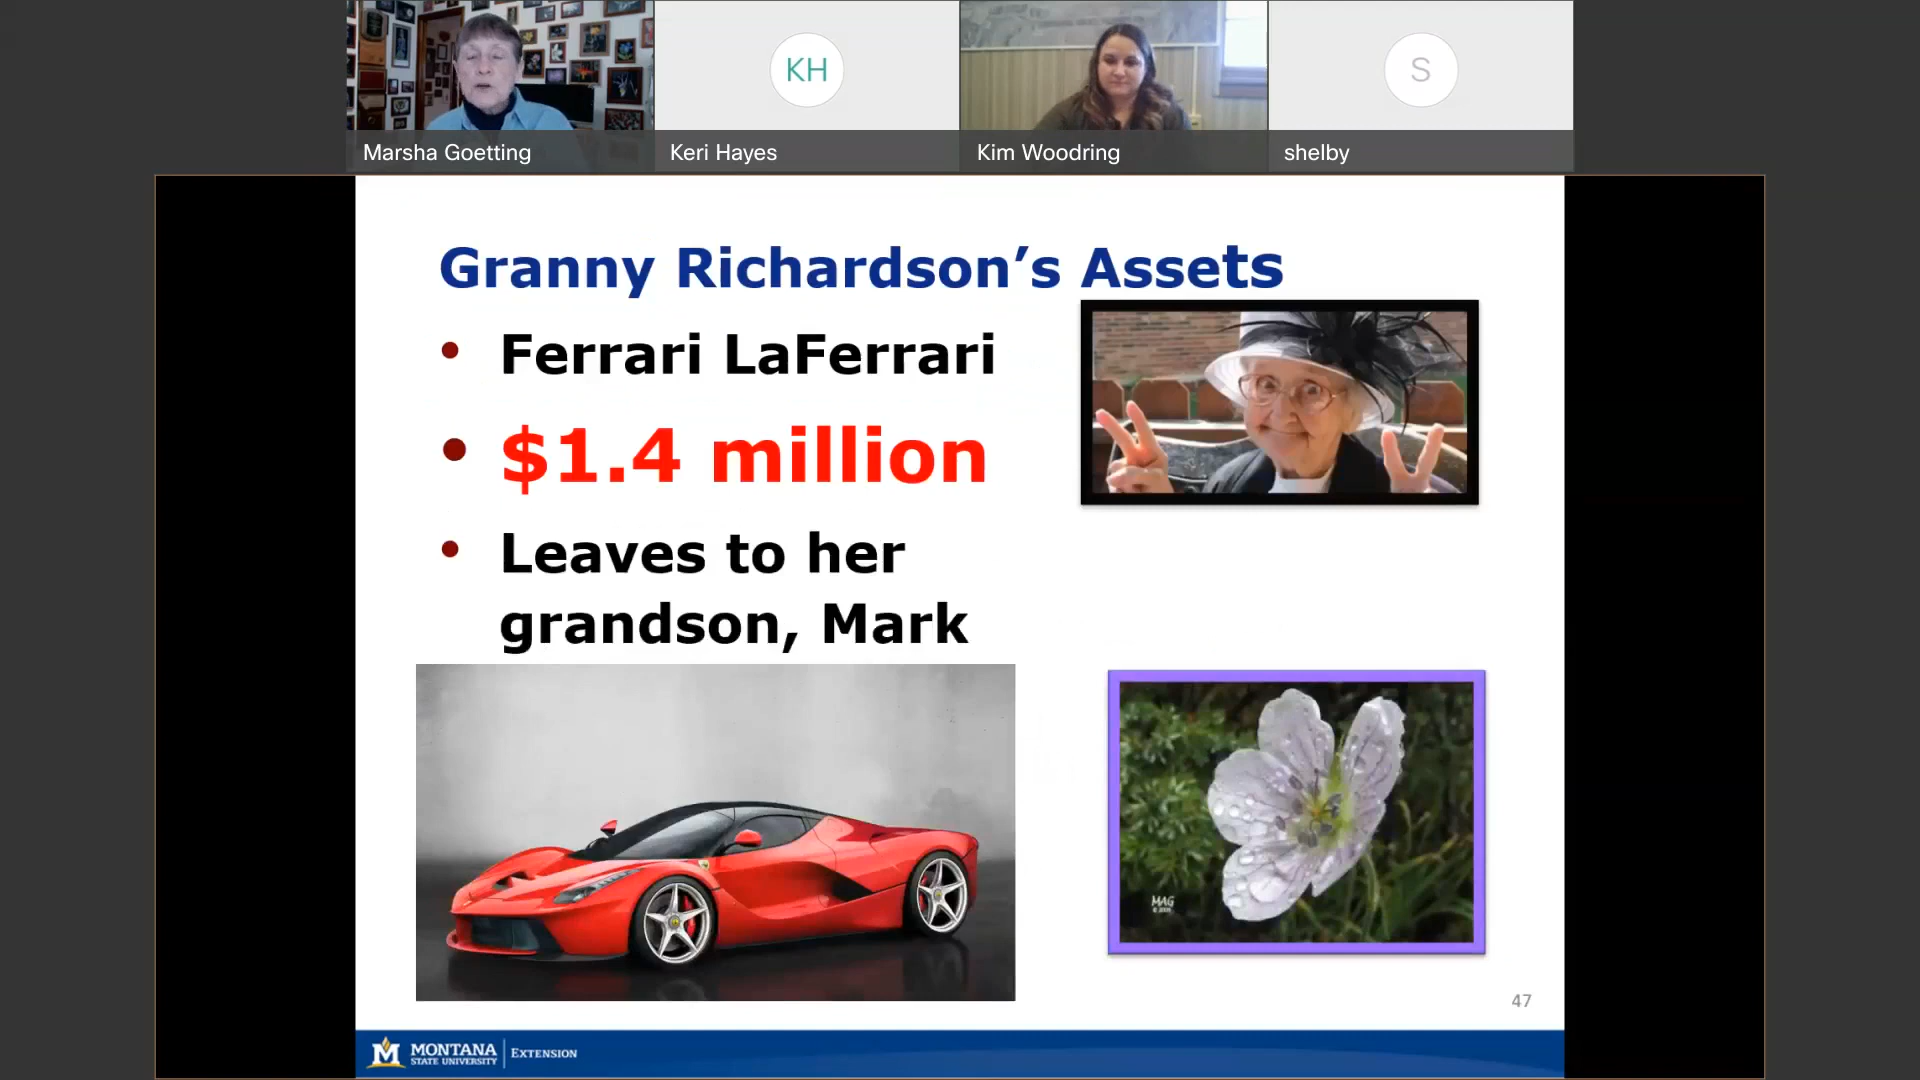 KH
S
Marsha Goetting
Keri Hayes
Kim Woodring
shelby
Granny Richardson’s Assets
• Ferrari LaFerrari
• $1.4 million
• Leaves to her
grandson, Mark
MAG
© 2005
47
M MONTANA
STATE UNIVERSITY
EXTENSION